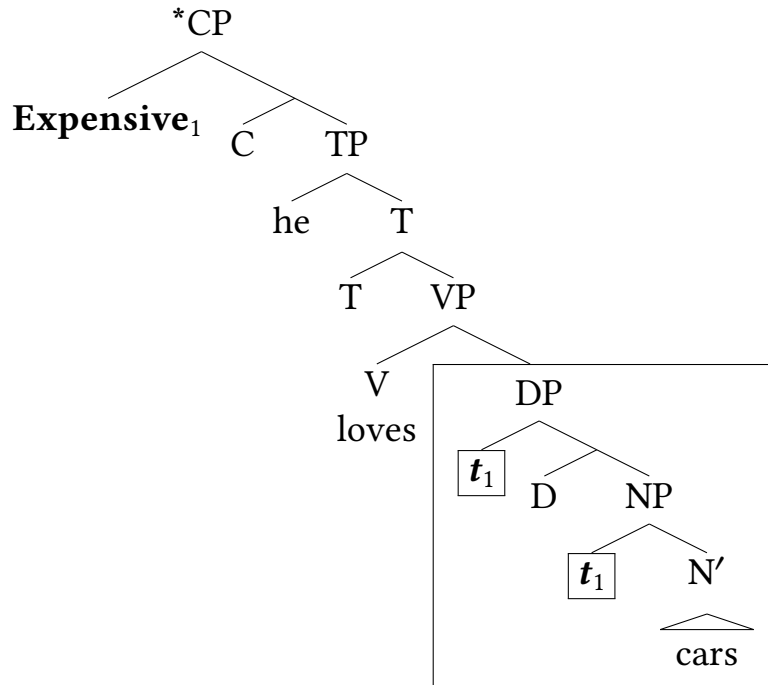 *CP
Expensive₁ C TP
he T
T VP
V DP
loves
t₁ D NP
t₁ N′
cars